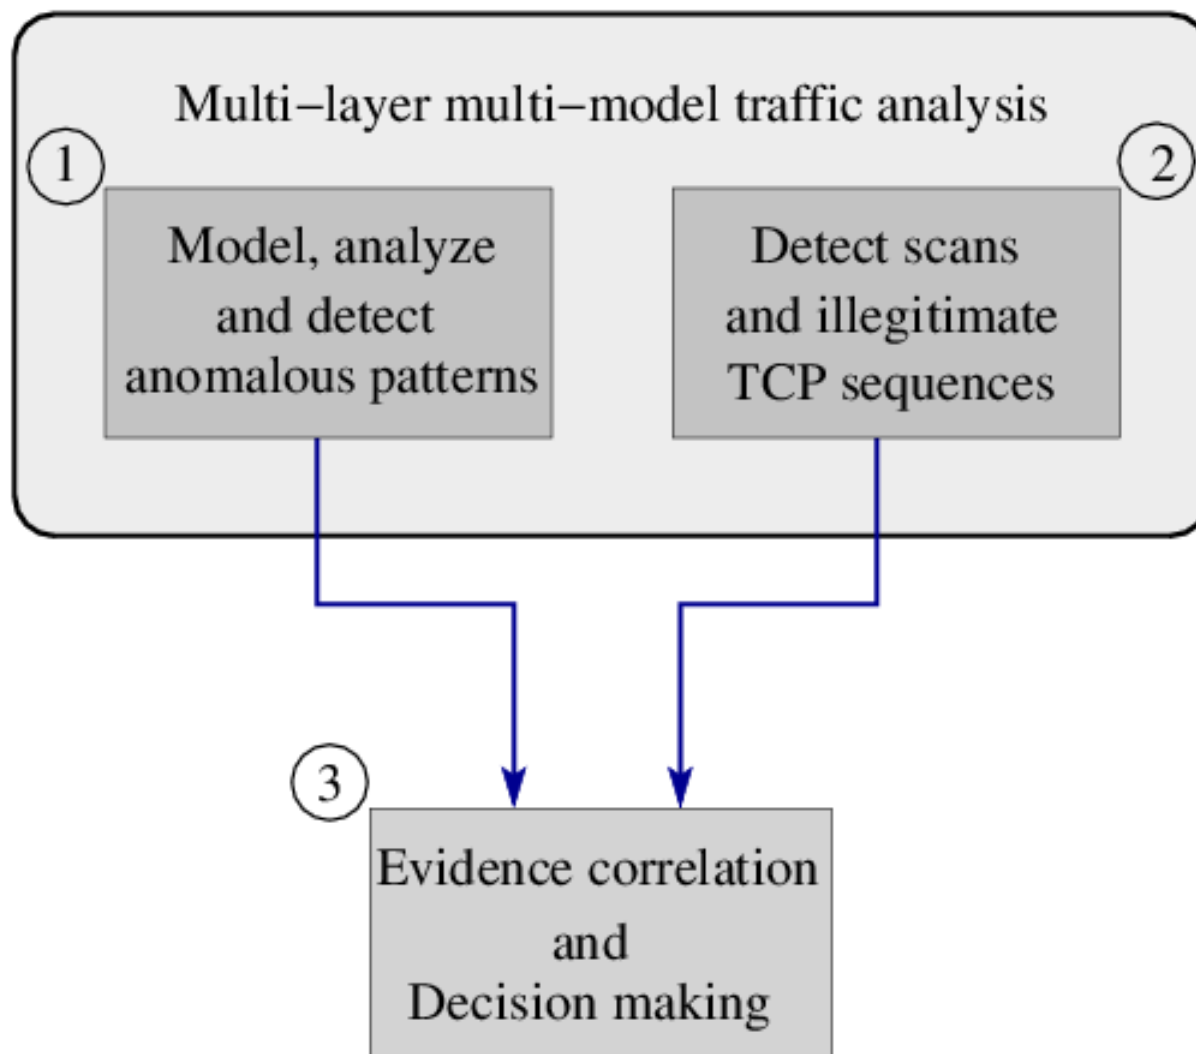 Multi−layer multi−model traffic analysis
1
2
Model, analyze
and detect
anomalous patterns
Detect scans
and illegitimate
TCP sequences
3
Evidence correlation
and
Decision making